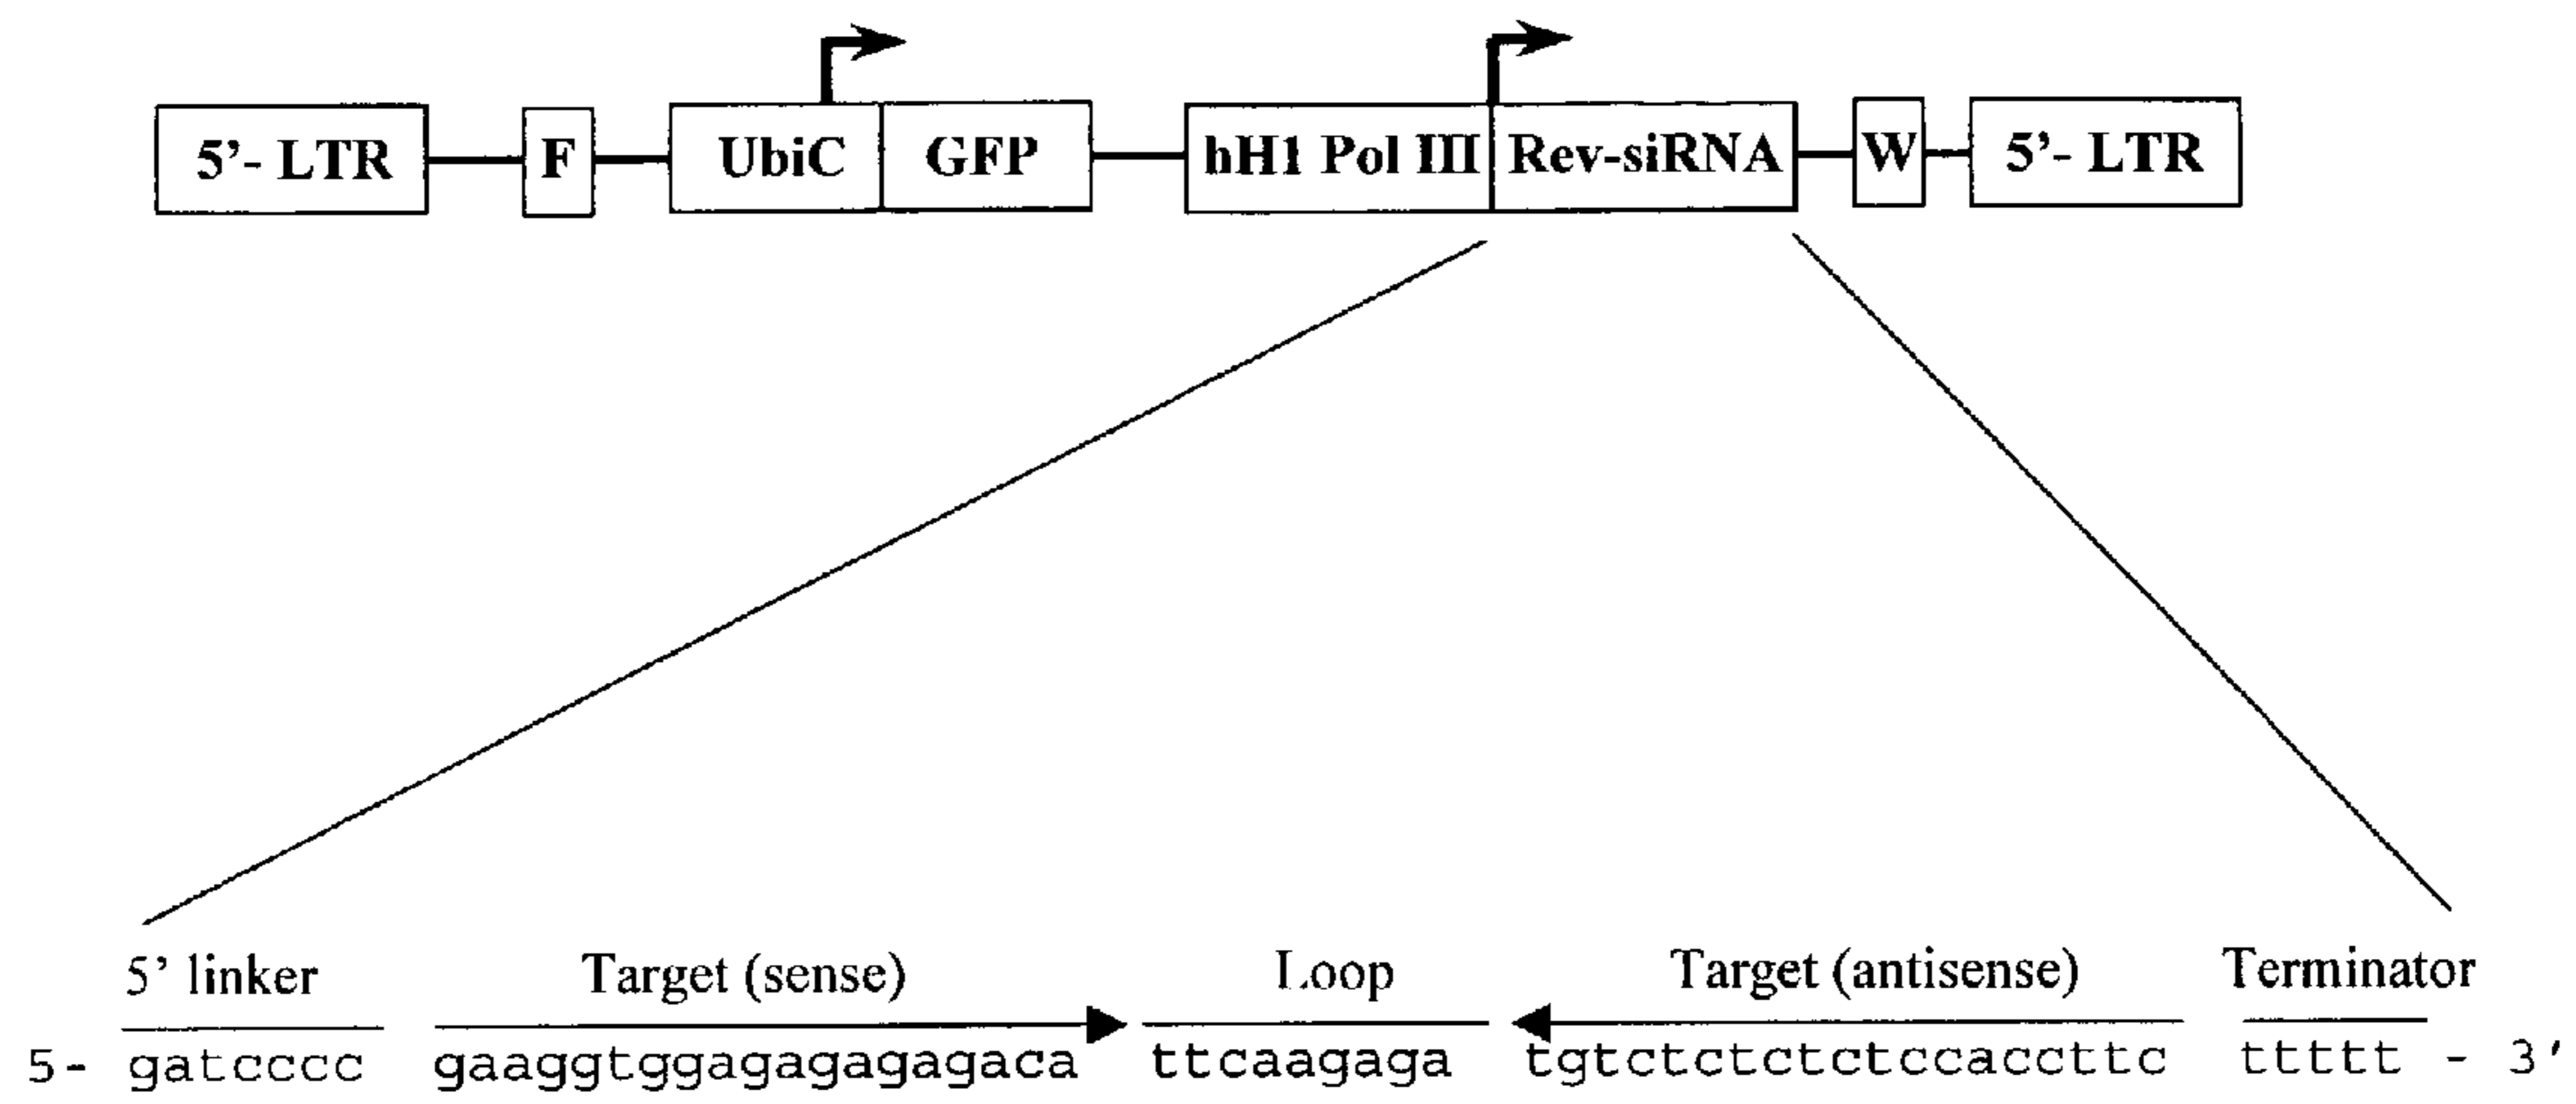 5'- LTR F UbiC GFP hH1 Pol III Rev-siRNA W 5'- LTR
5' linker Target (sense) Loop Target (antisense) Terminator
5- gatcccc gaaggtggagagagagaca ttcaagaga tgtctctctctccaccttc ttttt - 3'